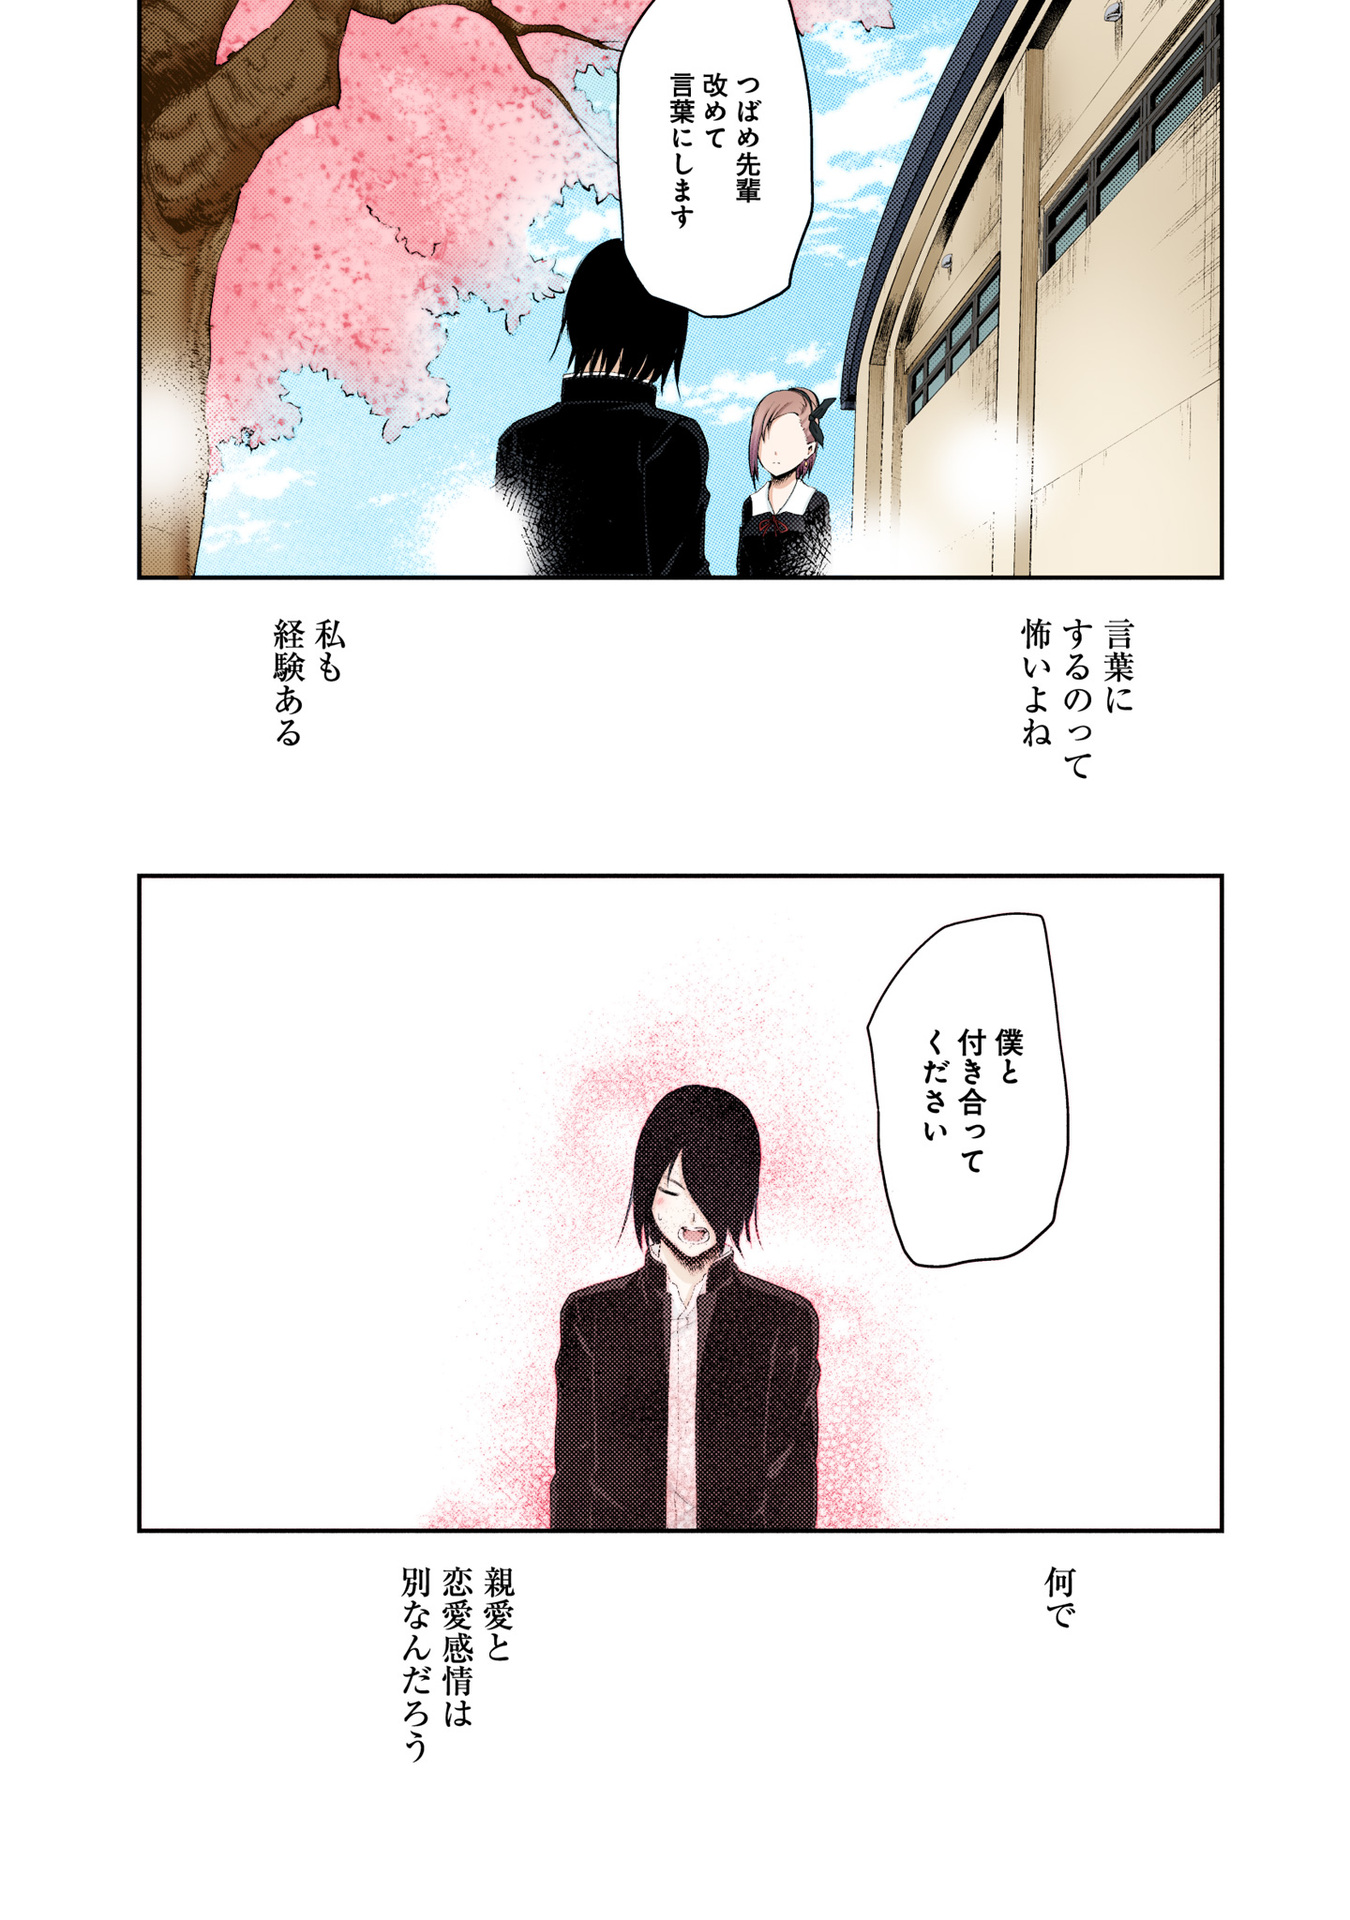 つばめ先輩
改めて
言葉にします
言葉に
するのって
怖いよね
私も
経験ある
僕と
付き合って
ください
何で
親愛と
恋愛感情は
別なんだろう